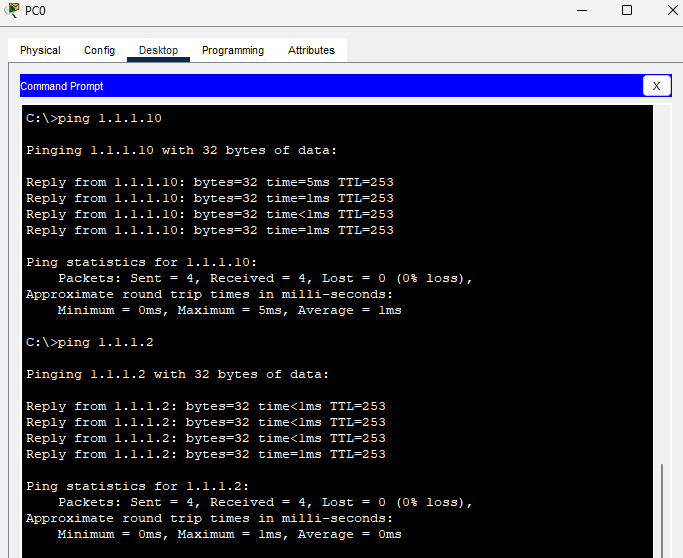 PC0
Physical Config Desktop Programming Attributes
Command Prompt X
C:\>ping 1.1.1.10
Pinging 1.1.1.10 with 32 bytes of data:
Reply from 1.1.1.10: bytes=32 time=5ms TTL=253
Reply from 1.1.1.10: bytes=32 time=1ms TTL=253
Reply from 1.1.1.10: bytes=32 time<1ms TTL=253
Reply from 1.1.1.10: bytes=32 time=1ms TTL=253
Ping statistics for 1.1.1.10:
    Packets: Sent = 4, Received = 4, Lost = 0 (0% loss),
Approximate round trip times in milli-seconds:
    Minimum = 0ms, Maximum = 5ms, Average = 1ms
C:\>ping 1.1.1.2
Pinging 1.1.1.2 with 32 bytes of data:
Reply from 1.1.1.2: bytes=32 time<1ms TTL=253
Reply from 1.1.1.2: bytes=32 time<1ms TTL=253
Reply from 1.1.1.2: bytes=32 time<1ms TTL=253
Reply from 1.1.1.2: bytes=32 time=1ms TTL=253
Ping statistics for 1.1.1.2:
    Packets: Sent = 4, Received = 4, Lost = 0 (0% loss),
Approximate round trip times in milli-seconds:
    Minimum = 0ms, Maximum = 1ms, Average = 0ms